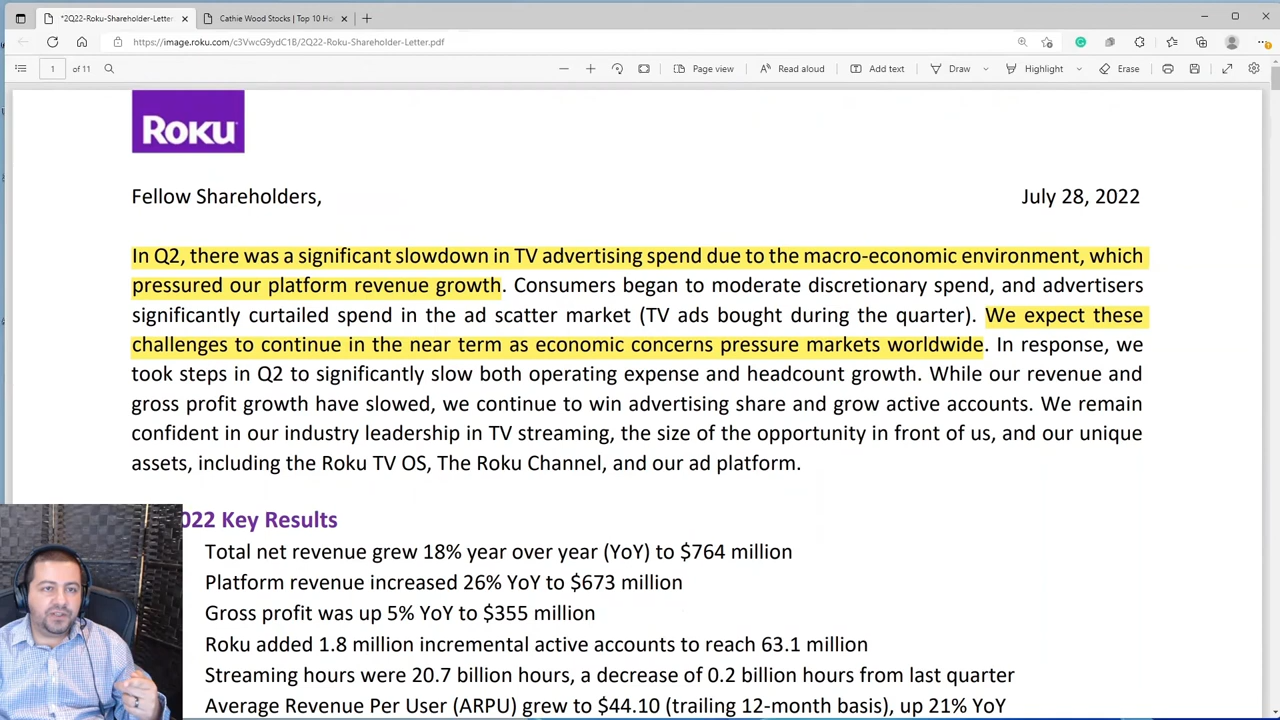 *2Q22-Roku-Shareholder-Letter
Cathie Wood Stocks | Top 10 Ho
https://image.roku.com/c3VwcG9ydC1B/2Q22-Roku-Shareholder-Letter.pdf
1 of 11 Page view Read aloud Add text Draw Highlight Erase
ROKU
Fellow Shareholders, July 28, 2022
In Q2, there was a significant slowdown in TV advertising spend due to the macro-economic environment, which
pressured our platform revenue growth. Consumers began to moderate discretionary spend, and advertisers
significantly curtailed spend in the ad scatter market (TV ads bought during the quarter). We expect these
challenges to continue in the near term as economic concerns pressure markets worldwide. In response, we
took steps in Q2 to significantly slow both operating expense and headcount growth. While our revenue and
gross profit growth have slowed, we continue to win advertising share and grow active accounts. We remain
confident in our industry leadership in TV streaming, the size of the opportunity in front of us, and our unique
assets, including the Roku TV OS, The Roku Channel, and our ad platform.
022 Key Results
Total net revenue grew 18% year over year (YoY) to $764 million
Platform revenue increased 26% YoY to $673 million
Gross profit was up 5% YoY to $355 million
Roku added 1.8 million incremental active accounts to reach 63.1 million
Streaming hours were 20.7 billion hours, a decrease of 0.2 billion hours from last quarter
Average Revenue Per User (ARPU) grew to $44.10 (trailing 12-month basis), up 21% YoY